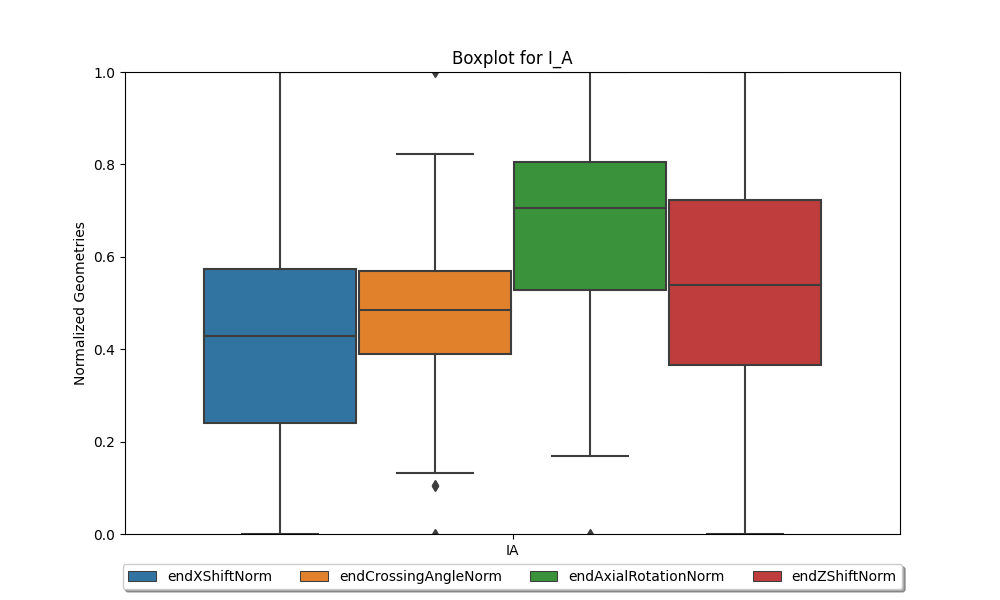 Boxplot for I_A
Normalized Geometries
1.0
0.8
0.6
0.4
0.2
0.0
IA
endXShiftNorm endCrossingAngleNorm endAxialRotationNorm endZShiftNorm